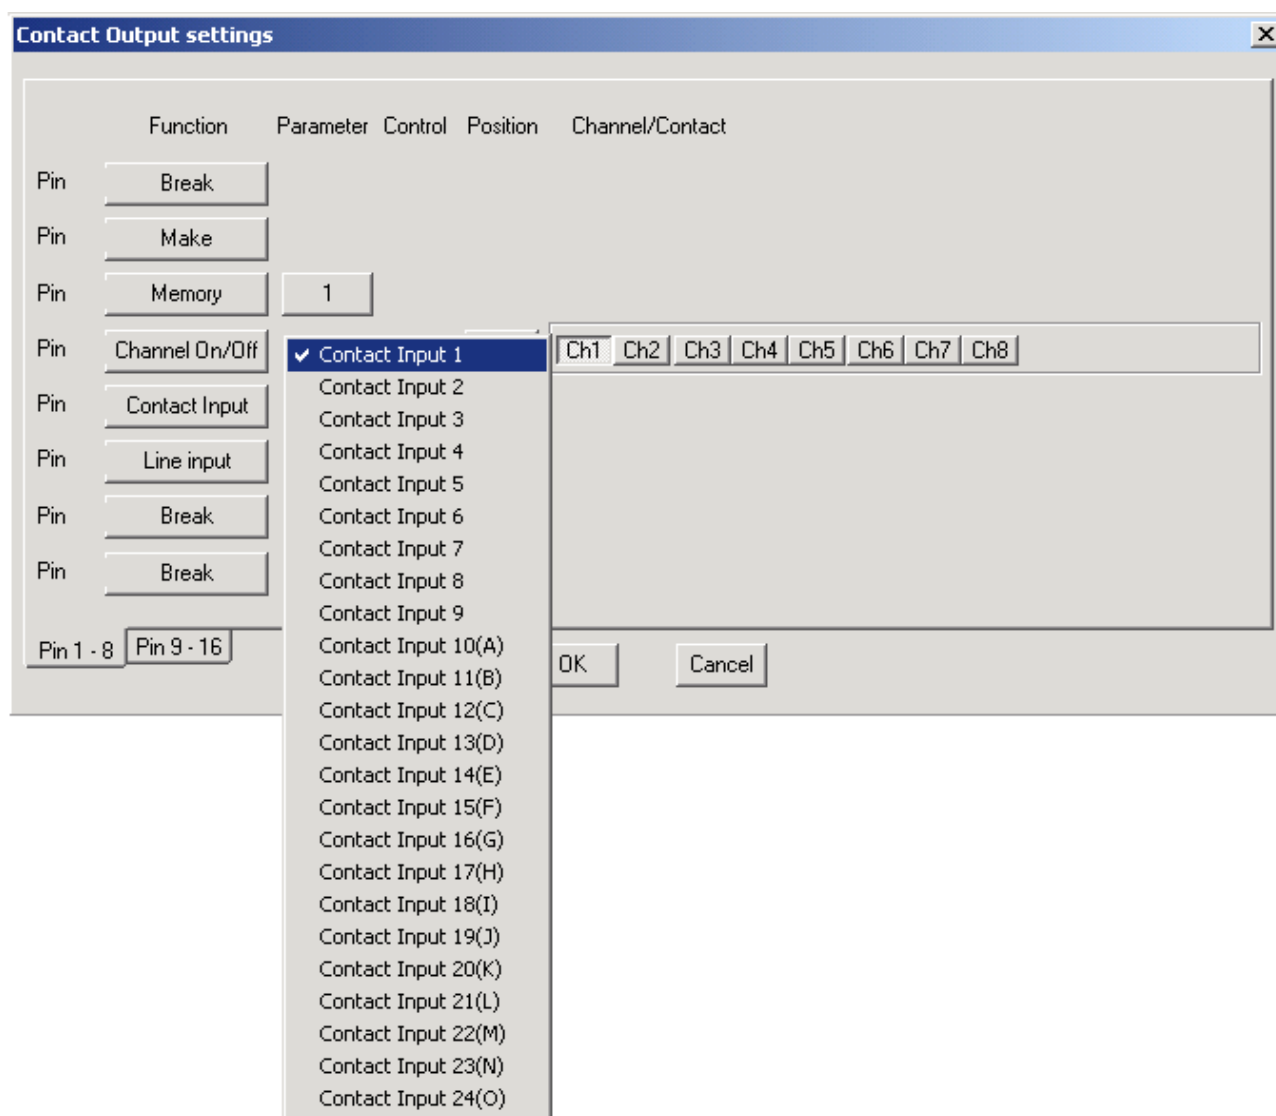 Contact Output settings
Function Parameter Control Position Channel/Contact
Pin Break
Pin Make
Pin Memory 1
Pin Channel On/Off Ch1 Ch2 Ch3 Ch4 Ch5 Ch6 Ch7 Ch8
Pin Contact Input
Pin Line input
Pin Break
Pin Break
Contact Input 1
Contact Input 2
Contact Input 3
Contact Input 4
Contact Input 5
Contact Input 6
Contact Input 7
Contact Input 8
Contact Input 9
Contact Input 10(A)
Contact Input 11(B)
Contact Input 12(C)
Contact Input 13(D)
Contact Input 14(E)
Contact Input 15(F)
Contact Input 16(G)
Contact Input 17(H)
Contact Input 18(I)
Contact Input 19(J)
Contact Input 20(K)
Contact Input 21(L)
Contact Input 22(M)
Contact Input 23(N)
Contact Input 24(O)
Pin 1 - 8 Pin 9 - 16
OK Cancel